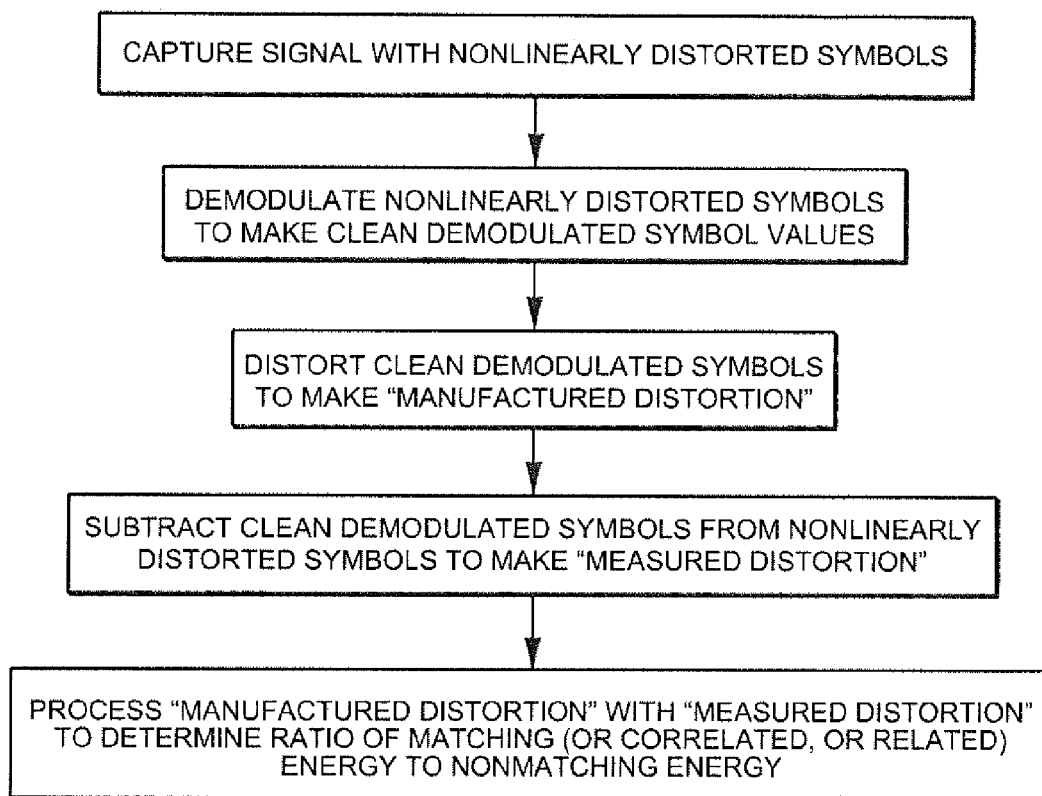 CAPTURE SIGNAL WITH NONLINEARLY DISTORTED SYMBOLS
DEMODULATE NONLINEARLY DISTORTED SYMBOLS
TO MAKE CLEAN DEMODULATED SYMBOL VALUES
DISTORT CLEAN DEMODULATED SYMBOLS
TO MAKE “MANUFACTURED DISTORTION”
SUBTRACT CLEAN DEMODULATED SYMBOLS FROM NONLINEARLY
DISTORTED SYMBOLS TO MAKE “MEASURED DISTORTION”
PROCESS “MANUFACTURED DISTORTION” WITH “MEASURED DISTORTION”
TO DETERMINE RATIO OF MATCHING (OR CORRELATED, OR RELATED)
ENERGY TO NONMATCHING ENERGY